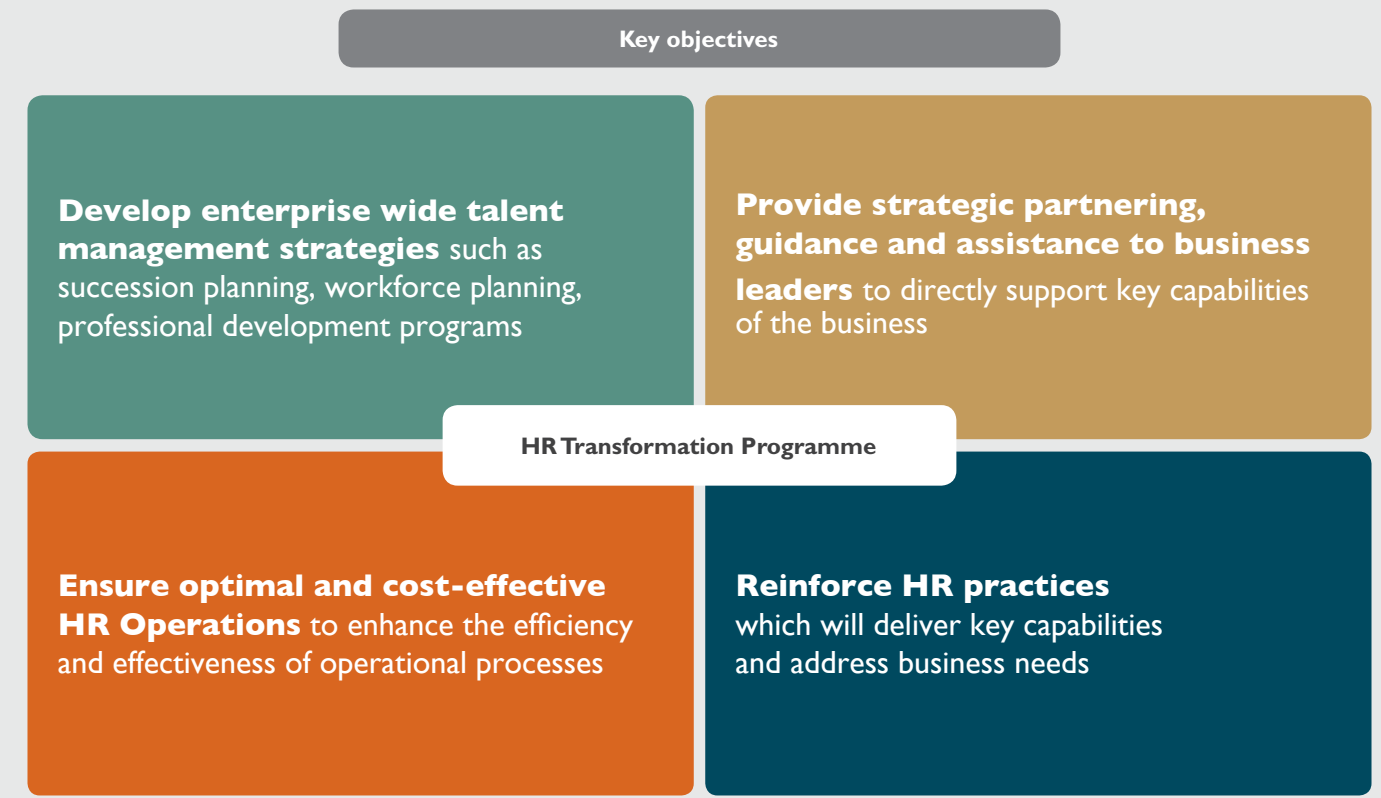 Key objectives
Develop enterprise wide talent
management strategies such as
succession planning, workforce planning,
professional development programs
Provide strategic partnering,
guidance and assistance to business
leaders to directly support key capabilities
of the business
HR Transformation Programme
Ensure optimal and cost-effective
HR Operations to enhance the efficiency
and effectiveness of operational processes
Reinforce HR practices
which will deliver key capabilities
and address business needs